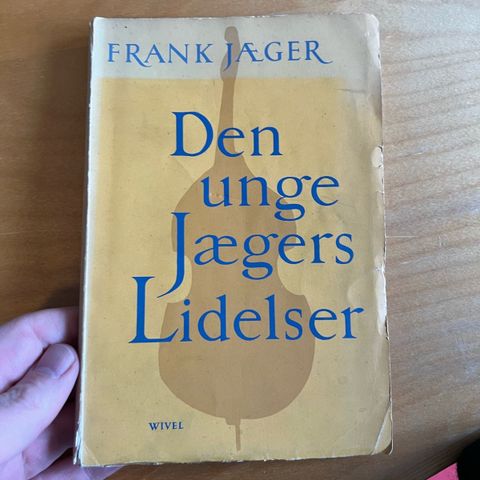 FRANK JÆGER
Den
unge
Jægers
Lidelser
WIVEL